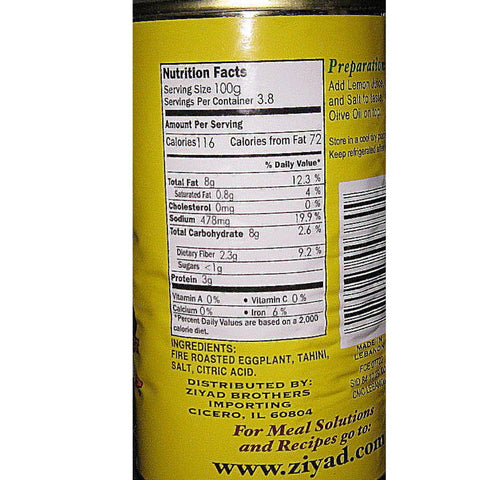 Nutrition Facts
Serving Size 100g
Servings Per Container 3.8
Amount Per Serving
Calories 116 Calories from Fat 72
% Daily Value*
Total Fat 8g 12.3 %
Saturated Fat 0.8g 4 %
Cholesterol 0mg 0 %
Sodium 478mg 19.9 %
Total Carbohydrate 8g 2.6 %
Dietary Fiber 2.3g 9.2 %
Sugars <1g
Protein 3g
Vitamin A 0% • Vitamin C 0%
Calcium 0% • Iron 6%
*Percent Daily Values are based on a 2,000
calorie diet.
INGREDIENTS:
FIRE ROASTED EGGPLANT, TAHINI,
SALT, CITRIC ACID.
DISTRIBUTED BY:
ZIYAD BROTHERS
IMPORTING
CICERO, IL 60804
Preparation
Add Lemon Juice
and Salt to taste
Olive Oil on top
Store in a cool dry
Keep refrigerated
MADE IN
LEBANON
For Meal Solutions
and Recipes go to:
www.ziyad.com